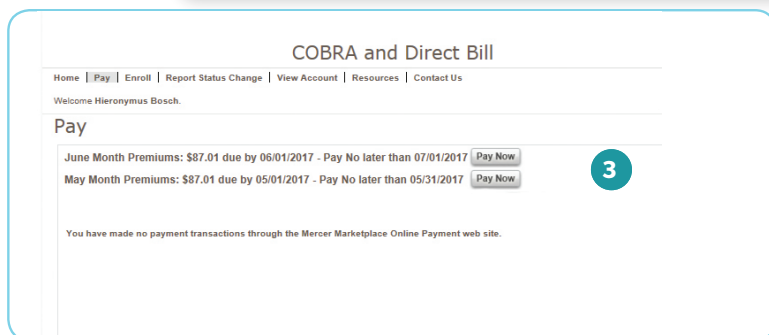 COBRA and Direct Bill
Home | Pay | Enroll | Report Status Change | View Account | Resources | Contact Us
Welcome Hieronymus Bosch.
Pay
June Month Premiums: $87.01 due by 06/01/2017 - Pay No later than 07/01/2017 Pay Now
May Month Premiums: $87.01 due by 05/01/2017 - Pay No later than 05/31/2017 Pay Now
3
You have made no payment transactions through the Mercer Marketplace Online Payment web site.